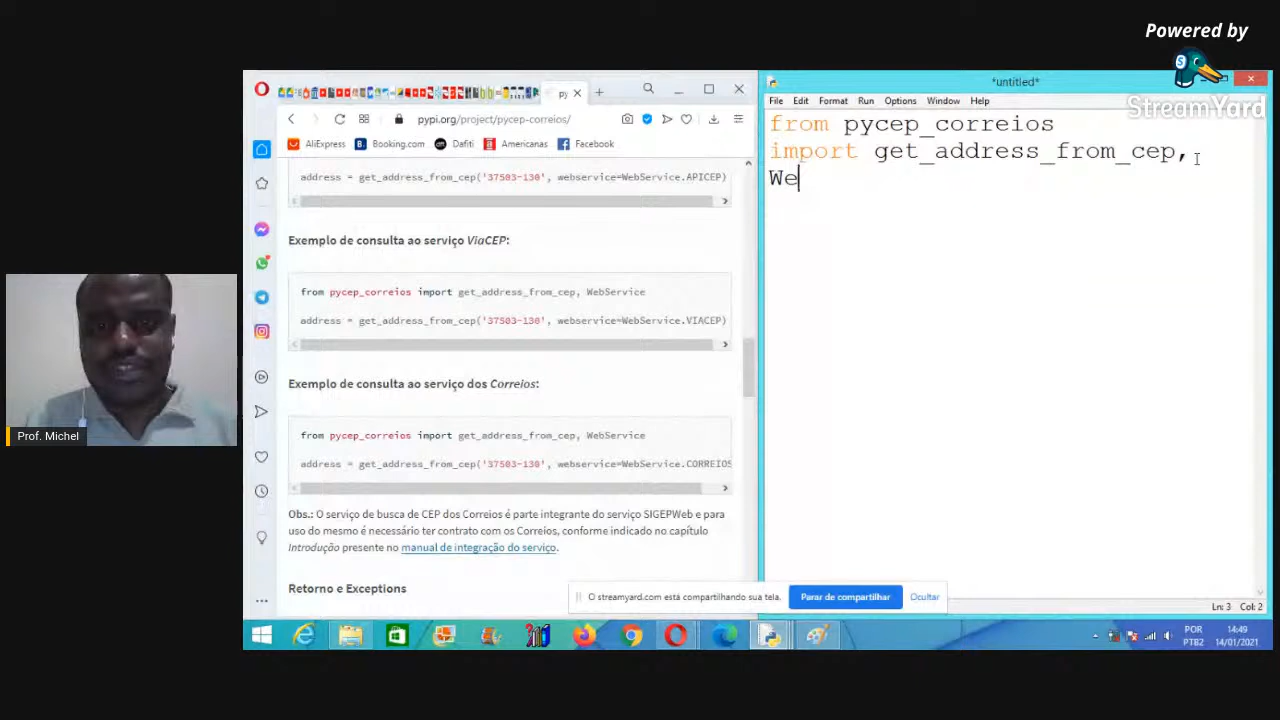 Powered by
StreamYard
py
pypi.org/project/pycep-correios/
AliExpress Booking.com Dafiti Americanas Facebook
address = get_address_from_cep('37503-130', webservice=WebService.APICEP)
Exemplo de consulta ao serviço ViaCEP:
from pycep_correios import get_address_from_cep, WebService
address = get_address_from_cep('37503-130', webservice=WebService.VIACEP)
Exemplo de consulta ao serviço dos Correios:
from pycep_correios import get_address_from_cep, WebService
address = get_address_from_cep('37503-130', webservice=WebService.CORREIOS
Obs.: O serviço de busca de CEP dos Correios é parte integrante do serviço SIGEPWeb e para
uso do mesmo é necessário ter contrato com os Correios, conforme indicado no capítulo
Introdução presente no manual de integração do serviço.
Retorno e Exceptions
*untitled*
File Edit Format Run Options Window Help
from pycep_correios
import get_address_from_cep,
We
Ln: 3 Col: 2
Prof. Michel
O streamyard.com está compartilhando sua tela. Parar de compartilhar Ocultar
POR
PTB2
14:49
14/01/2021